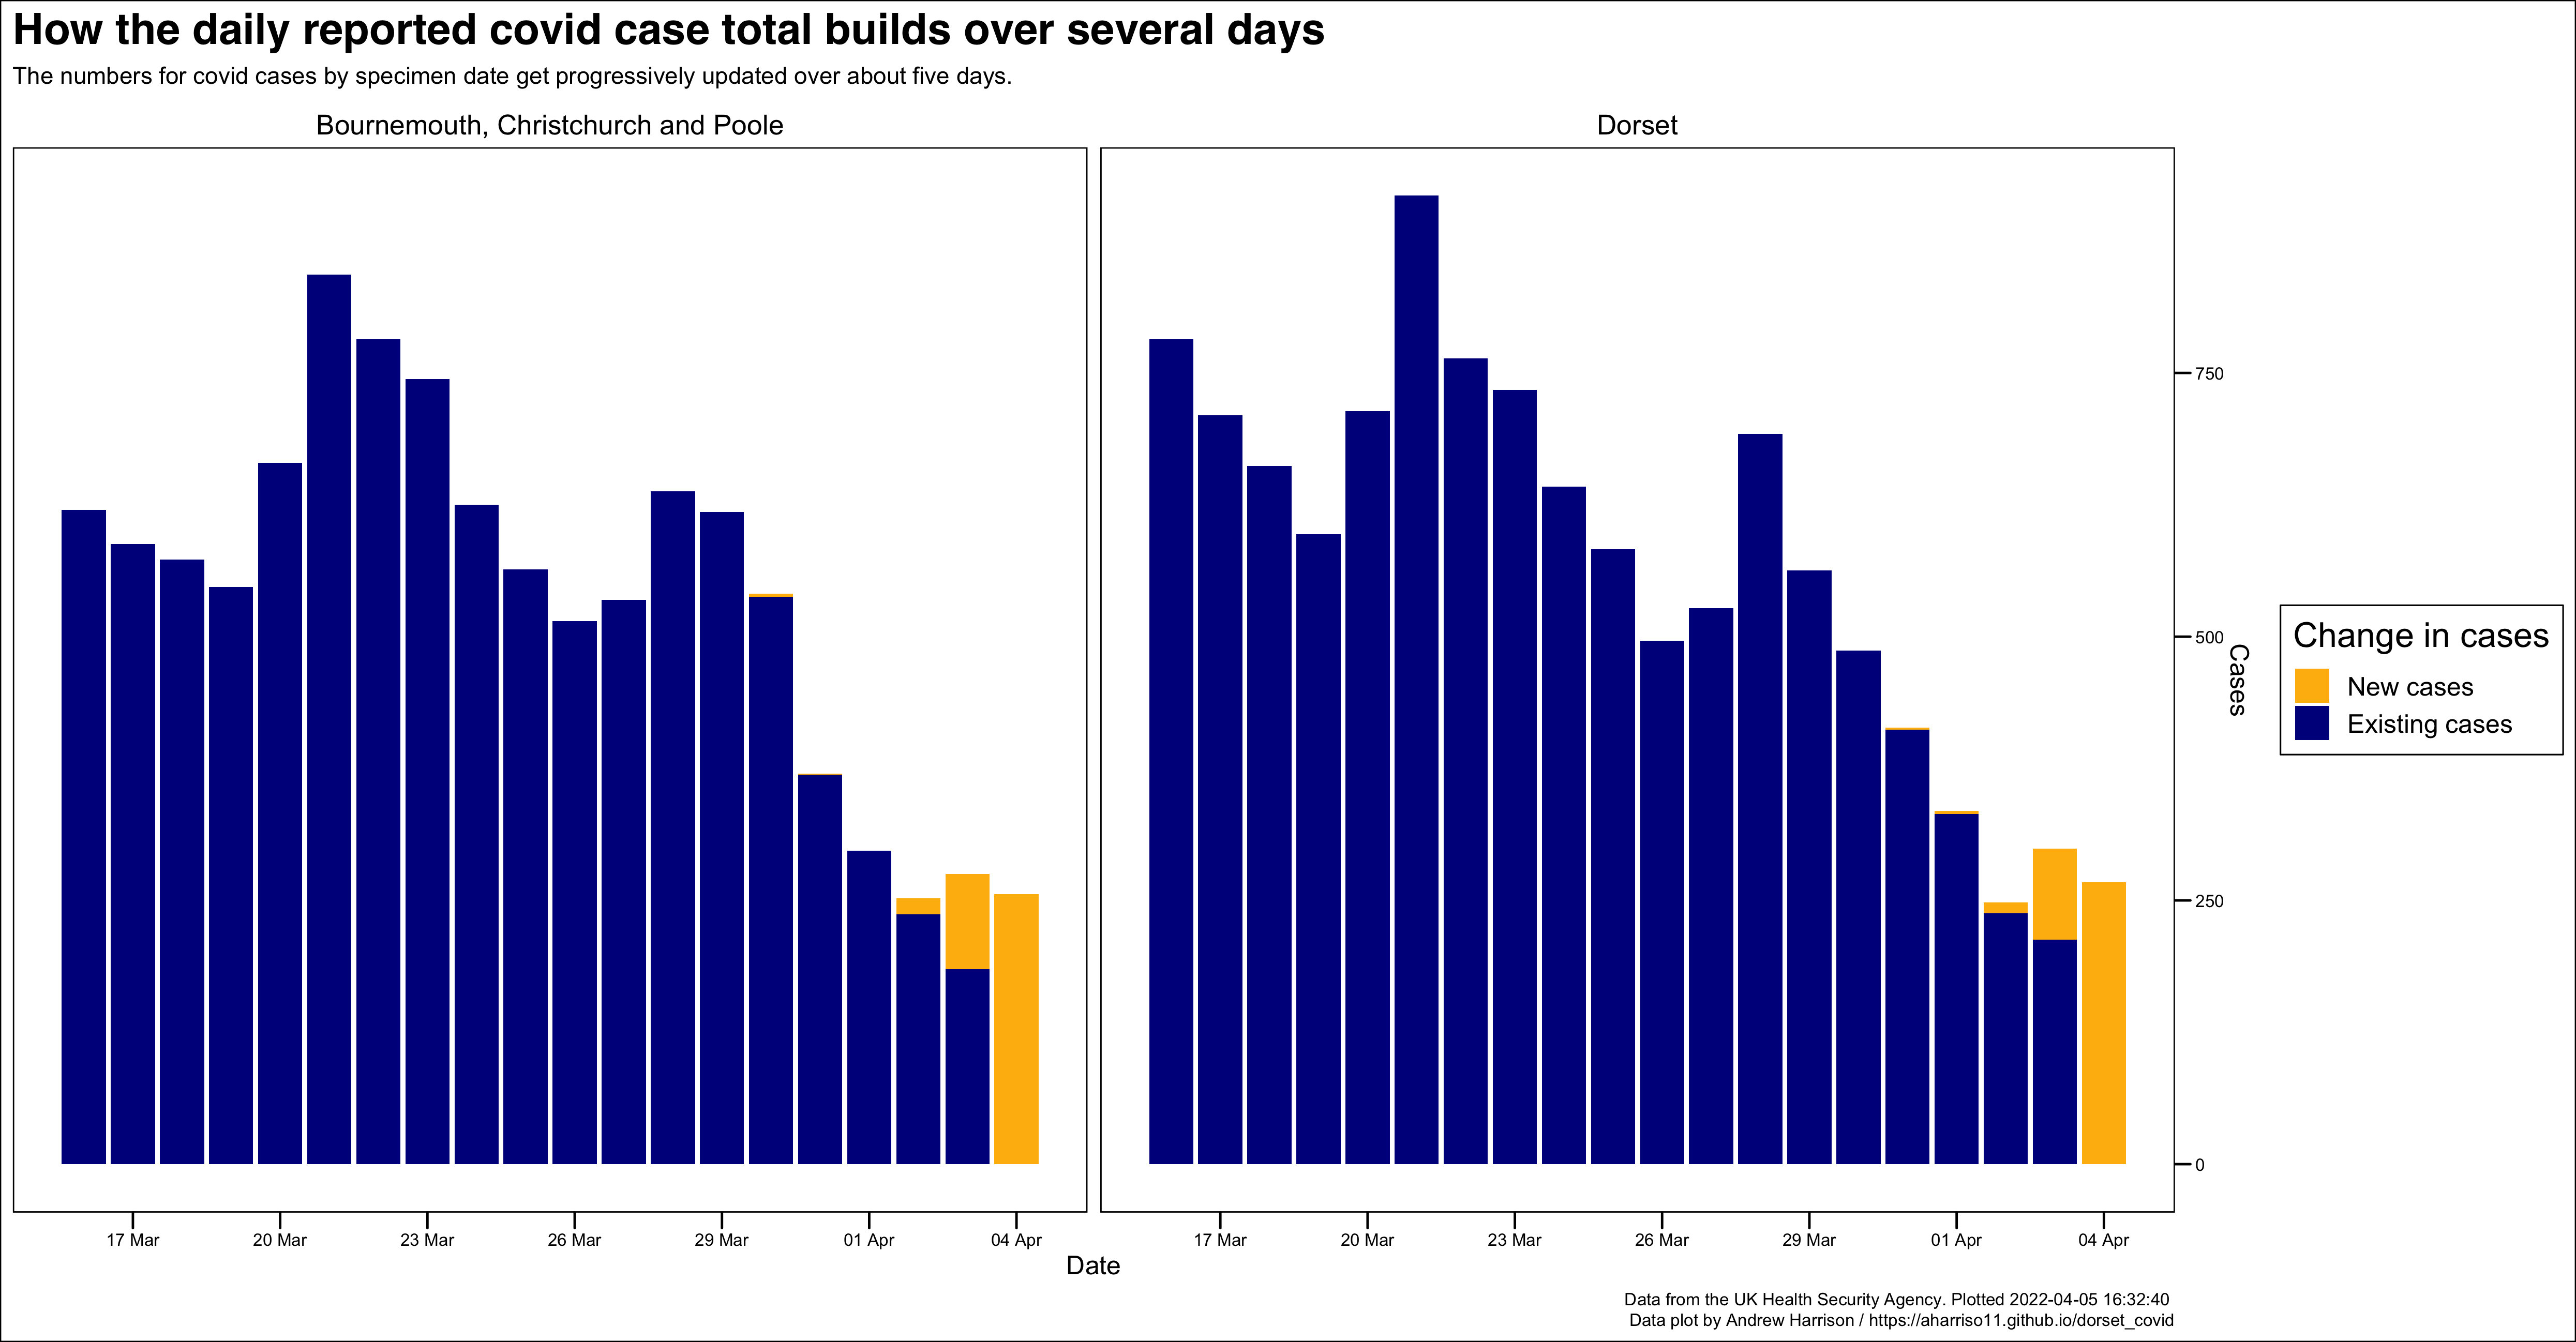 How the daily reported covid case total builds over several days
The numbers for covid cases by specimen date get progressively updated over about five days.
Bournemouth, Christchurch and Poole
Dorset
750
500
250
0
Cases
Change in cases
New cases
Existing cases
17 Mar 20 Mar 23 Mar 26 Mar 29 Mar 01 Apr 04 Apr
17 Mar 20 Mar 23 Mar 26 Mar 29 Mar 01 Apr 04 Apr
Date
Data from the UK Health Security Agency. Plotted 2022-04-05 16:32:40
Data plot by Andrew Harrison / https://aharriso11.github.io/dorset_covid